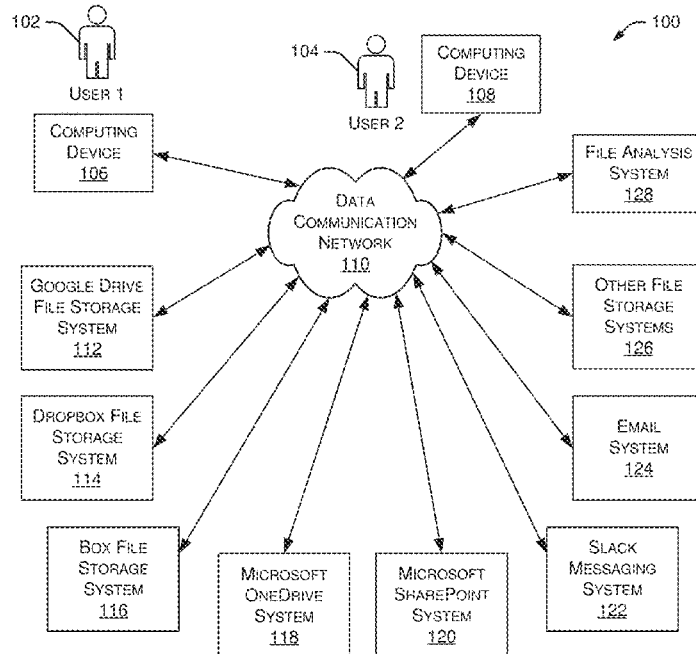 102
USER 1
104
USER 2
COMPUTING
DEVICE
108
100
COMPUTING
DEVICE
106
DATA
COMMUNICATION
NETWORK
110
FILE ANALYSIS
SYSTEM
128
GOOGLE DRIVE
FILE STORAGE
SYSTEM
112
OTHER FILE
STORAGE
SYSTEMS
126
DROPBOX FILE
STORAGE
SYSTEM
114
EMAIL
SYSTEM
124
BOX FILE
STORAGE
SYSTEM
116
MICROSOFT
ONEDRIVE
SYSTEM
118
MICROSOFT
SHAREPOINT
SYSTEM
120
SLACK
MESSAGING
SYSTEM
122